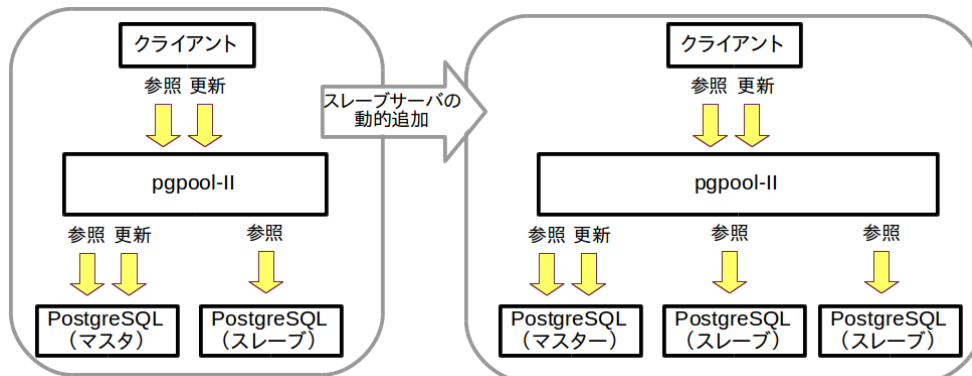 クライアント
参照 更新
pgpool-II
参照 更新
参照
PostgreSQL
（マスタ）
PostgreSQL
（スレーブ）
スレーブサーバの
動的追加
クライアント
参照 更新
pgpool-II
参照 更新
参照
参照
PostgreSQL
（マスター）
PostgreSQL
（スレーブ）
PostgreSQL
（スレーブ）